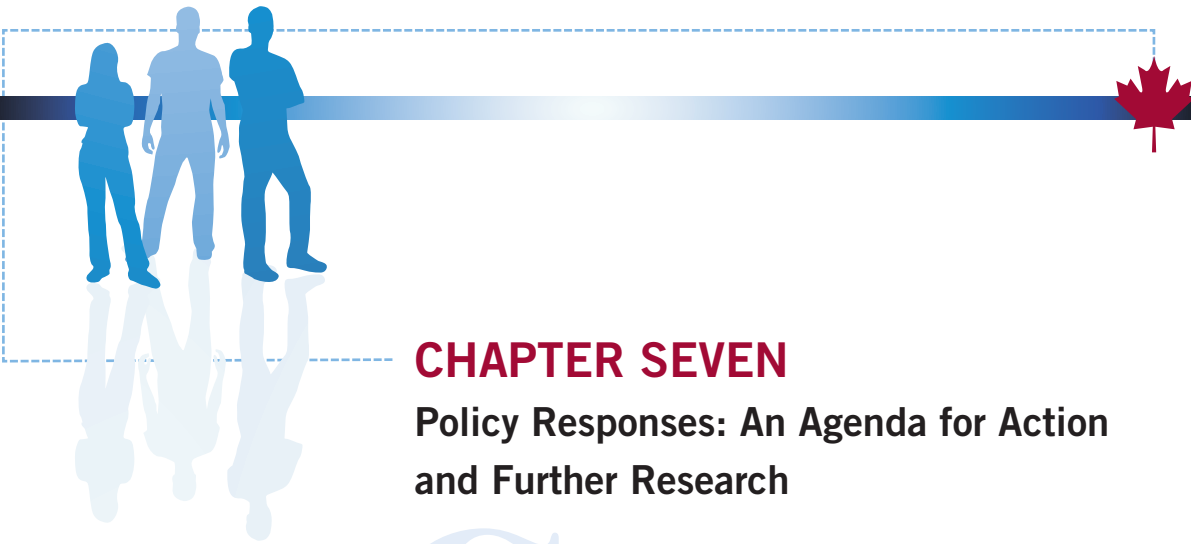 CHAPTER SEVEN
Policy Responses: An Agenda for Action
and Further Research